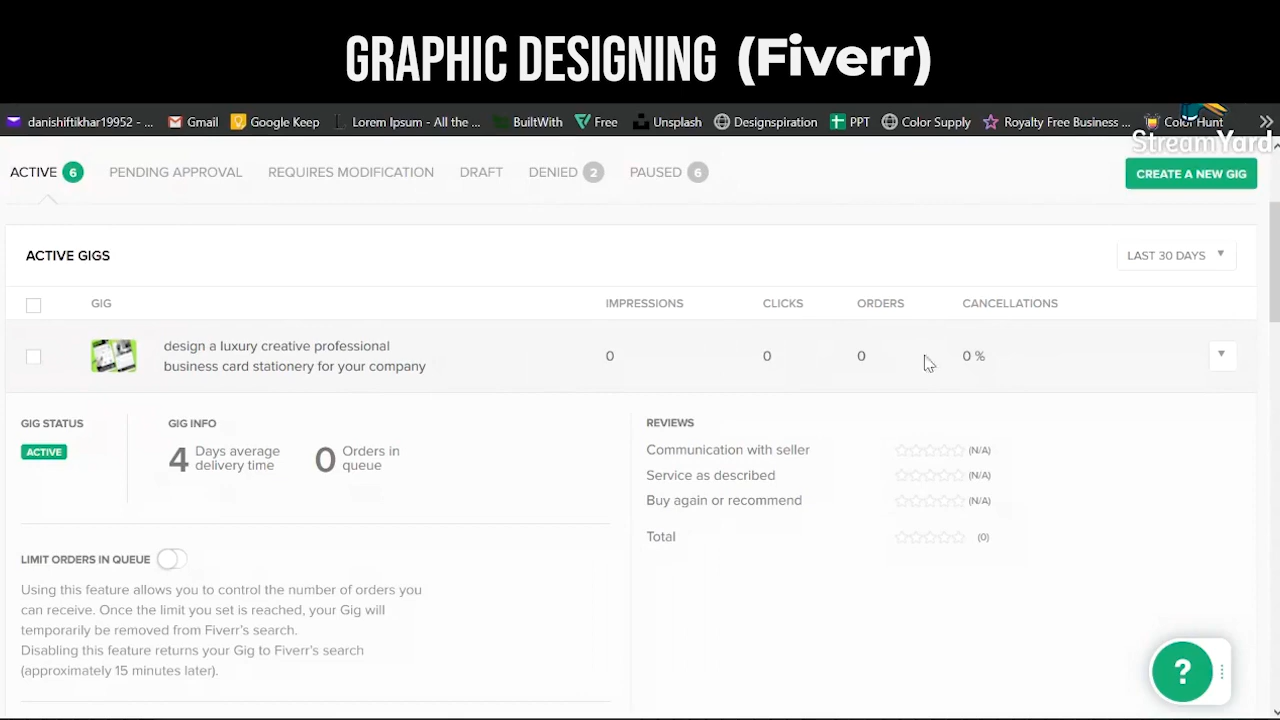 GRAPHIC DESIGNING (Fiverr)
danishiftikhar19952 - ... Gmail Google Keep Lorem Ipsum - All the ... BuiltWith Free Unsplash Designspiration PPT Color Supply Royalty Free Business ... Color Hunt »
StreamYard
ACTIVE 6 PENDING APPROVAL REQUIRES MODIFICATION DRAFT DENIED 2 PAUSED 6 CREATE A NEW GIG
ACTIVE GIGS LAST 30 DAYS
GIG IMPRESSIONS CLICKS ORDERS CANCELLATIONS
design a luxury creative professional
business card stationery for your company 0 0 0 0 %
GIG STATUS GIG INFO
ACTIVE 4 Days average
delivery time 0 Orders in
queue
LIMIT ORDERS IN QUEUE
Using this feature allows you to control the number of orders you
can receive. Once the limit you set is reached, your Gig will
temporarily be removed from Fiverr's search.
Disabling this feature returns your Gig to Fiverr's search
(approximately 15 minutes later).
REVIEWS
Communication with seller (N/A)
Service as described (N/A)
Buy again or recommend (N/A)
Total (0)
?